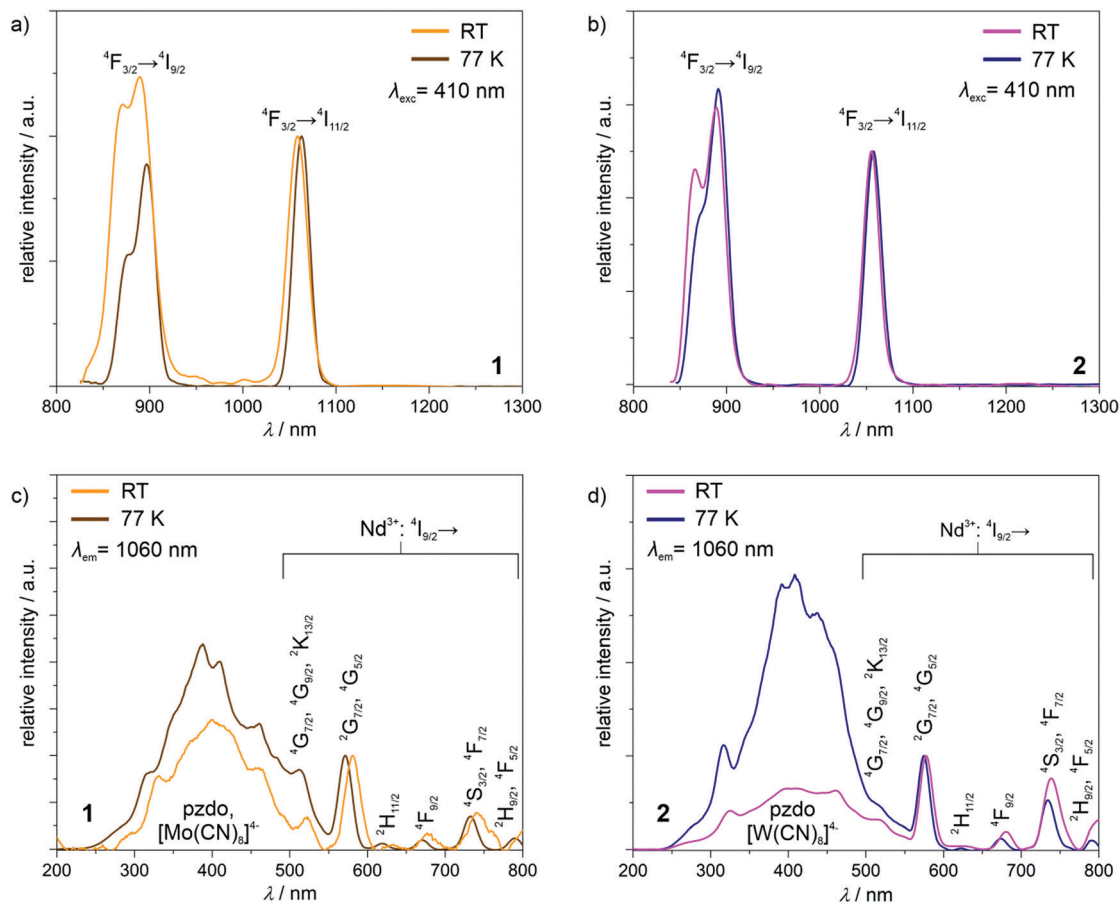 a)
RT
77 K
λexc= 410 nm
⁴F₃/₂→⁴I₉/₂
⁴F₃/₂→⁴I₁₁/₂
relative intensity / a.u.
1
800 900 1000 1100 1200 1300
λ / nm
b)
RT
77 K
λexc= 410 nm
⁴F₃/₂→⁴I₉/₂
⁴F₃/₂→⁴I₁₁/₂
relative intensity / a.u.
2
800 900 1000 1100 1200 1300
λ / nm
c)
RT
77 K
λem= 1060 nm
Nd³⁺: ⁴I₉/₂→
⁴G₇/₂, ⁴G₉/₂, ²K₁₃/₂
²G₇/₂, ⁴G₅/₂
²H₁₁/₂
⁴F₉/₂
⁴S₃/₂, ⁴F₇/₂
²H₉/₂, ⁴F₅/₂
relative intensity / a.u.
1
pzdo,
[Mo(CN)₈]⁴⁻
200 300 400 500 600 700 800
λ / nm
d)
RT
77 K
λem= 1060 nm
Nd³⁺: ⁴I₉/₂→
⁴G₇/₂, ⁴G₉/₂, ²K₁₃/₂
²G₇/₂, ⁴G₅/₂
²H₁₁/₂
⁴F₉/₂
⁴S₃/₂, ⁴F₇/₂
²H₉/₂, ⁴F₅/₂
relative intensity / a.u.
2
pzdo
[W(CN)₈]⁴⁻
200 300 400 500 600 700 800
λ / nm